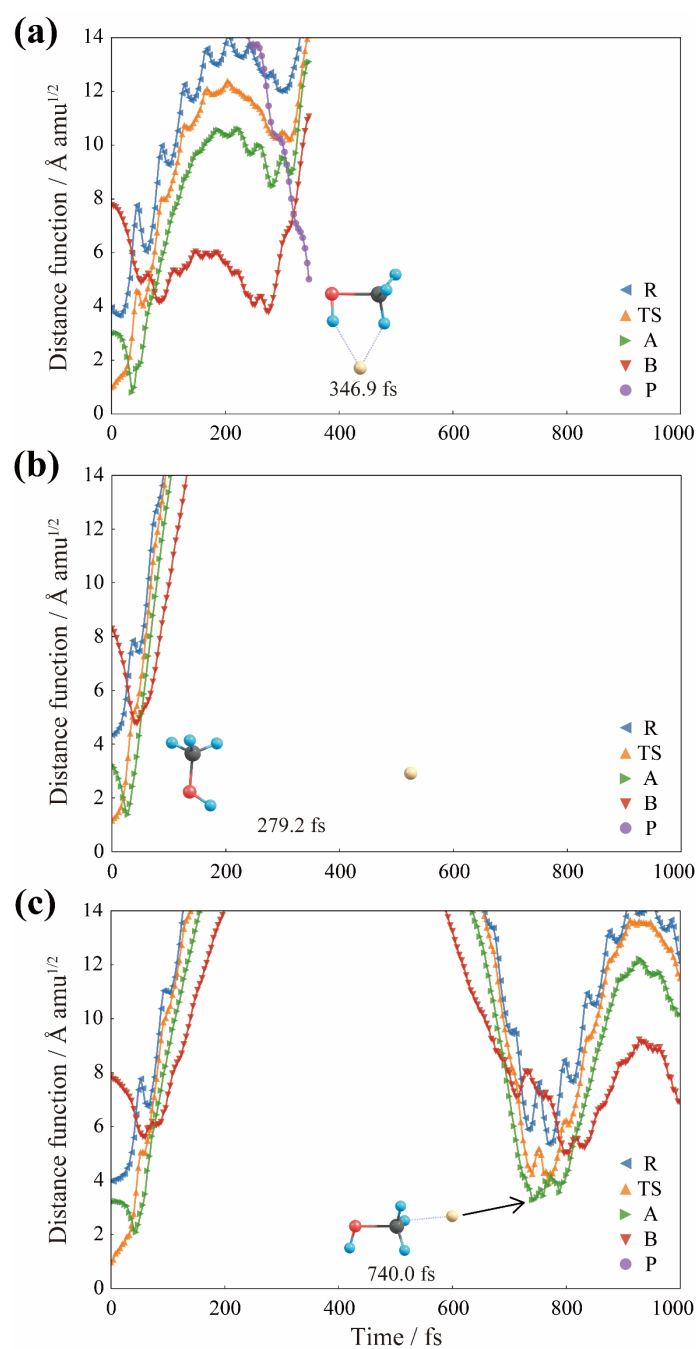 (a)
Distance function / Å amu1/2
14
12
10
8
6
4
2
0
0
200
400
600
800
1000
R
TS
A
B
P
346.9 fs
(b)
Distance function / Å amu1/2
14
12
10
8
6
4
2
0
0
200
400
600
800
1000
R
TS
A
B
P
279.2 fs
(c)
Distance function / Å amu1/2
14
12
10
8
6
4
2
0
0
200
400
600
800
1000
R
TS
A
B
P
740.0 fs
Time / fs